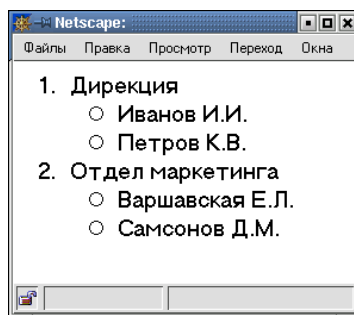 Netscape:
Файлы Правка Просмотр Переход Окна
1. Дирекция
○ Иванов И.И.
○ Петров К.В.
2. Отдел маркетинга
○ Варшавская Е.Л.
○ Самсонов Д.М.